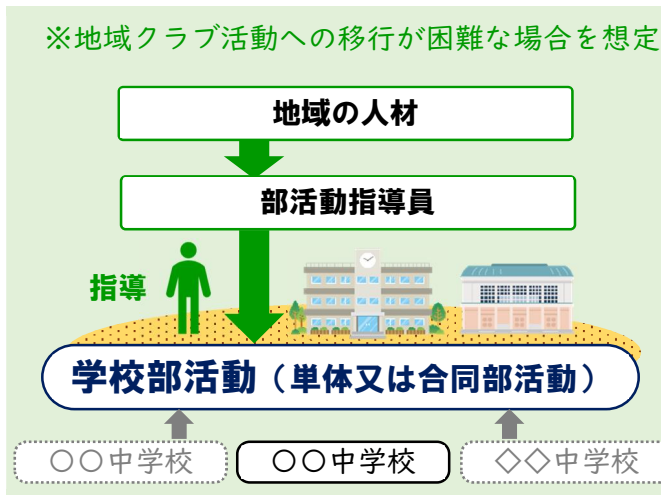 ※地域クラブ活動への移行が困難な場合を想定
地域の人材
部活動指導員
指導
学校部活動（単体又は合同部活動）
〇〇中学校
〇〇中学校
◇◇中学校